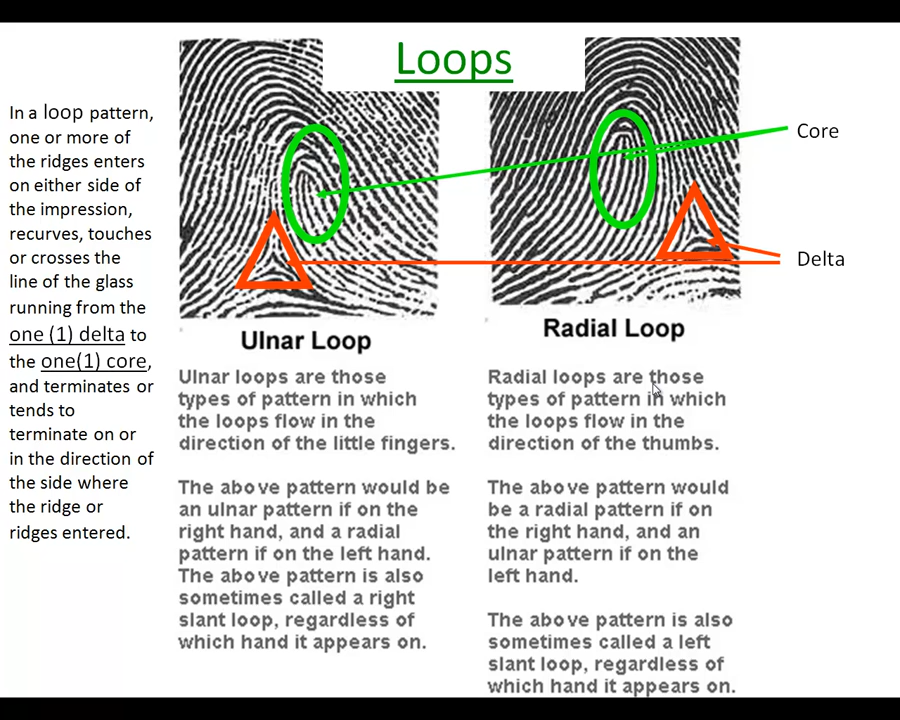 Loops
In a loop pattern,
one or more of
the ridges enters
on either side of
the impression,
recurves, touches
or crosses the
line of the glass
running from the
one (1) delta to
the one(1) core,
and terminates or
tends to
terminate on or
in the direction of
the side where
the ridge or
ridges entered.
Core
Delta
Ulnar Loop
Ulnar loops are those
types of pattern in which
the loops flow in the
direction of the little fingers.
The above pattern would be
an ulnar pattern if on the
right hand, and a radial
pattern if on the left hand.
The above pattern is also
sometimes called a right
slant loop, regardless of
which hand it appears on.
Radial Loop
Radial loops are those
types of pattern in which
the loops flow in the
direction of the thumbs.
The above pattern would
be a radial pattern if on
the right hand, and an
ulnar pattern if on the
left hand.
The above pattern is also
sometimes called a left
slant loop, regardless of
which hand it appears on.